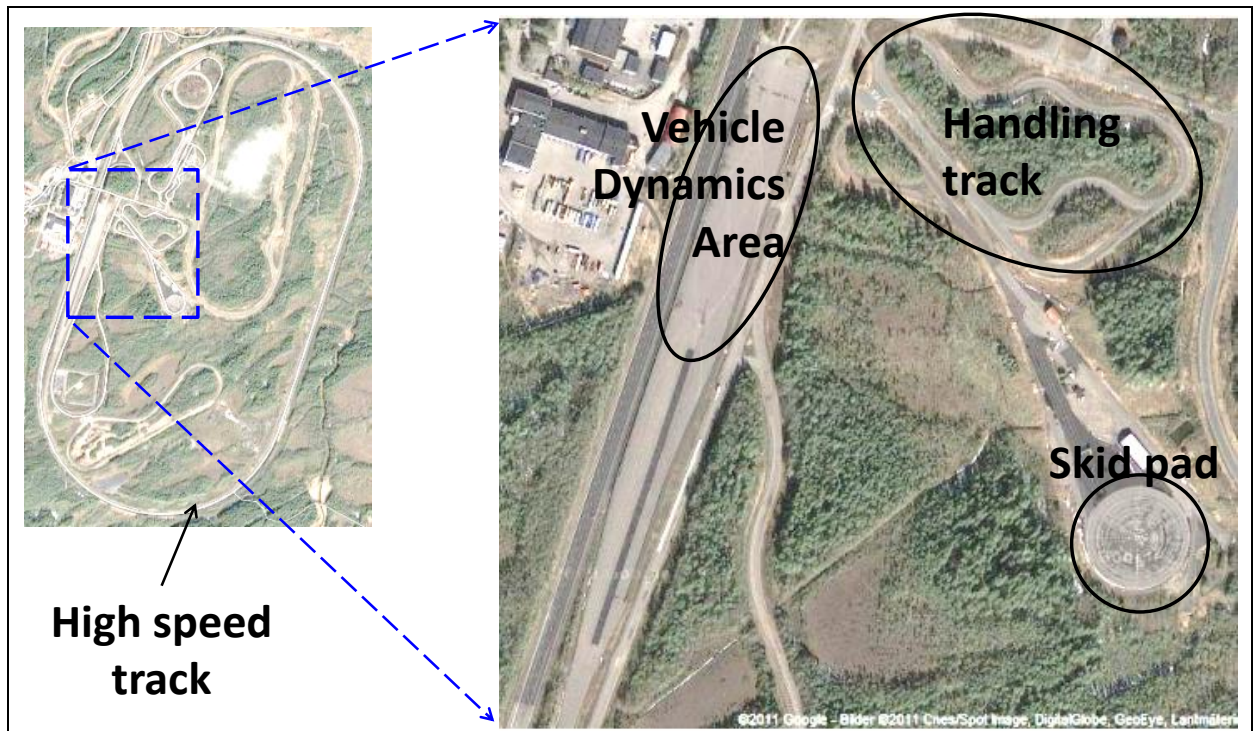 High speed
track
Vehicle
Dynamics
Area
Handling
track
Skid pad
©2011 Google - Bilder ©2011 Cnes/Spot Image, DigitalGlobe, GeoEye, Lantmäterie